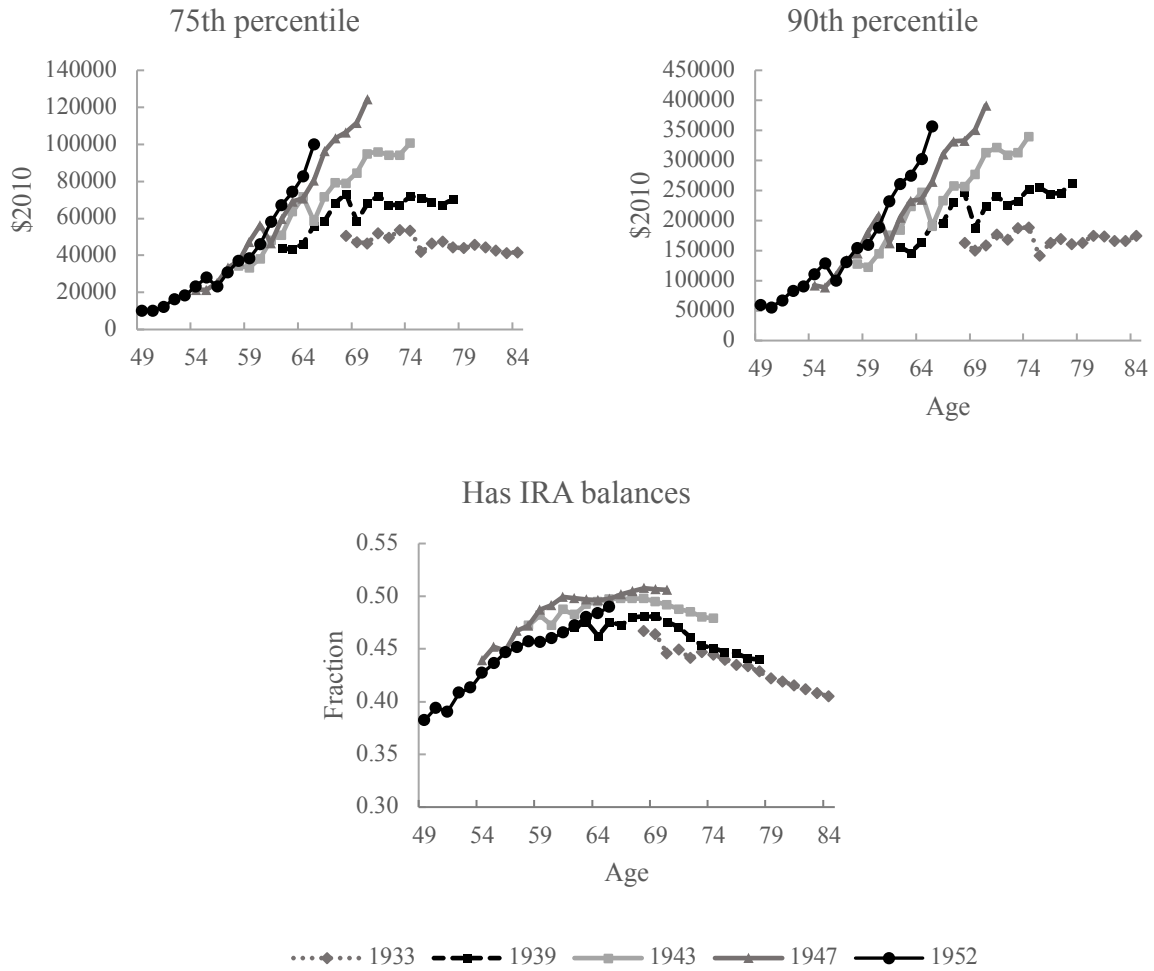 75th percentile
140000
120000
100000
80000
60000
40000
20000
0
$2010
49 54 59 64 69 74 79 84
90th percentile
450000
400000
350000
300000
250000
200000
150000
100000
50000
0
$2010
49 54 59 64 69 74 79 84
Age
Has IRA balances
0.55
0.50
0.45
0.40
0.35
0.30
Fraction
49 54 59 64 69 74 79 84
Age
1933 1939 1943 1947 1952